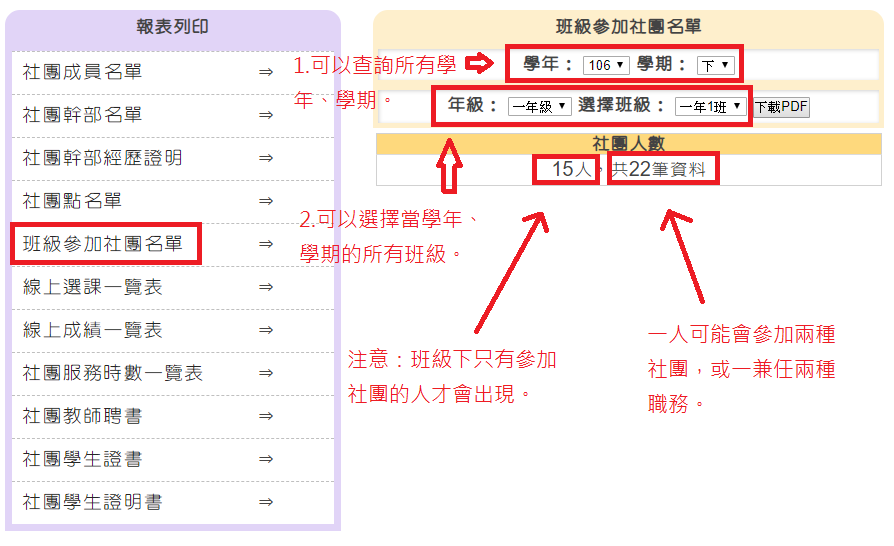 報表列印
社團成員名單 ⇒
社團幹部名單 ⇒
社團幹部經歷證明 ⇒
社團點名單 ⇒
班級參加社團名單 ⇒
線上選課一覽表 ⇒
線上成績一覽表 ⇒
社團服務時數一覽表 ⇒
社團教師聘書 ⇒
社團學生證書 ⇒
社團學生證明書 ⇒
班級參加社團名單
學年： 106 學期： 下
年級： 一年級 選擇班級： 一年1班 下載PDF
社團人數
15人，共22筆資料
1.可以查詢所有學
年、學期。
2.可以選擇當學年、
學期的所有班級。
注意：班級下只有參加
社團的人才會出現。
一人可能會參加兩種
社團，或一兼任兩種
職務。